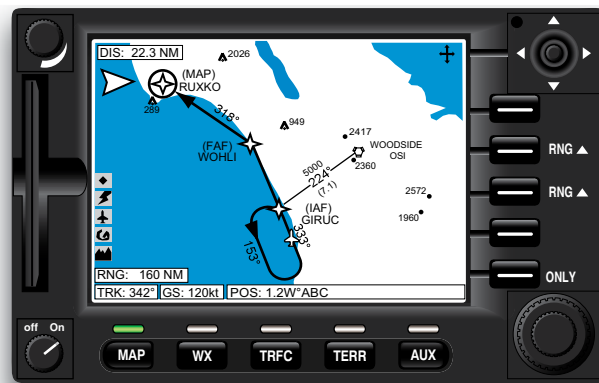 DIS: 22.3 NM
2026
(MAP)
RUXKO
289
318°
949
(FAF)
WOHLI
2417
WOODSIDE
OSI
2360
5000
224°
(7.1)
(IAF)
GIRUC
2572
1960
333°
153°
RNG: 160 NM
TRK: 342° GS: 120kt POS: 1.2W°ABC
RNG
RNG
ONLY
off On
MAP WX TRFC TERR AUX